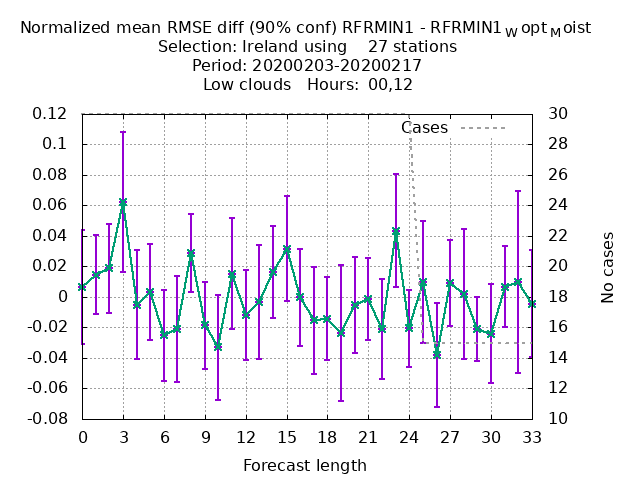 Normalized mean RMSE diff (90% conf) RFRMIN1 - RFRMIN1WoptMoist
Selection: Ireland using 27 stations
Period: 20200203-20200217
Low clouds Hours: 00,12
Cases
0.12
0.1
0.08
0.06
0.04
0.02
0
-0.02
-0.04
-0.06
-0.08
30
28
26
24
22
20
18
16
14
12
10
No cases
0 3 6 9 12 15 18 21 24 27 30 33
Forecast length